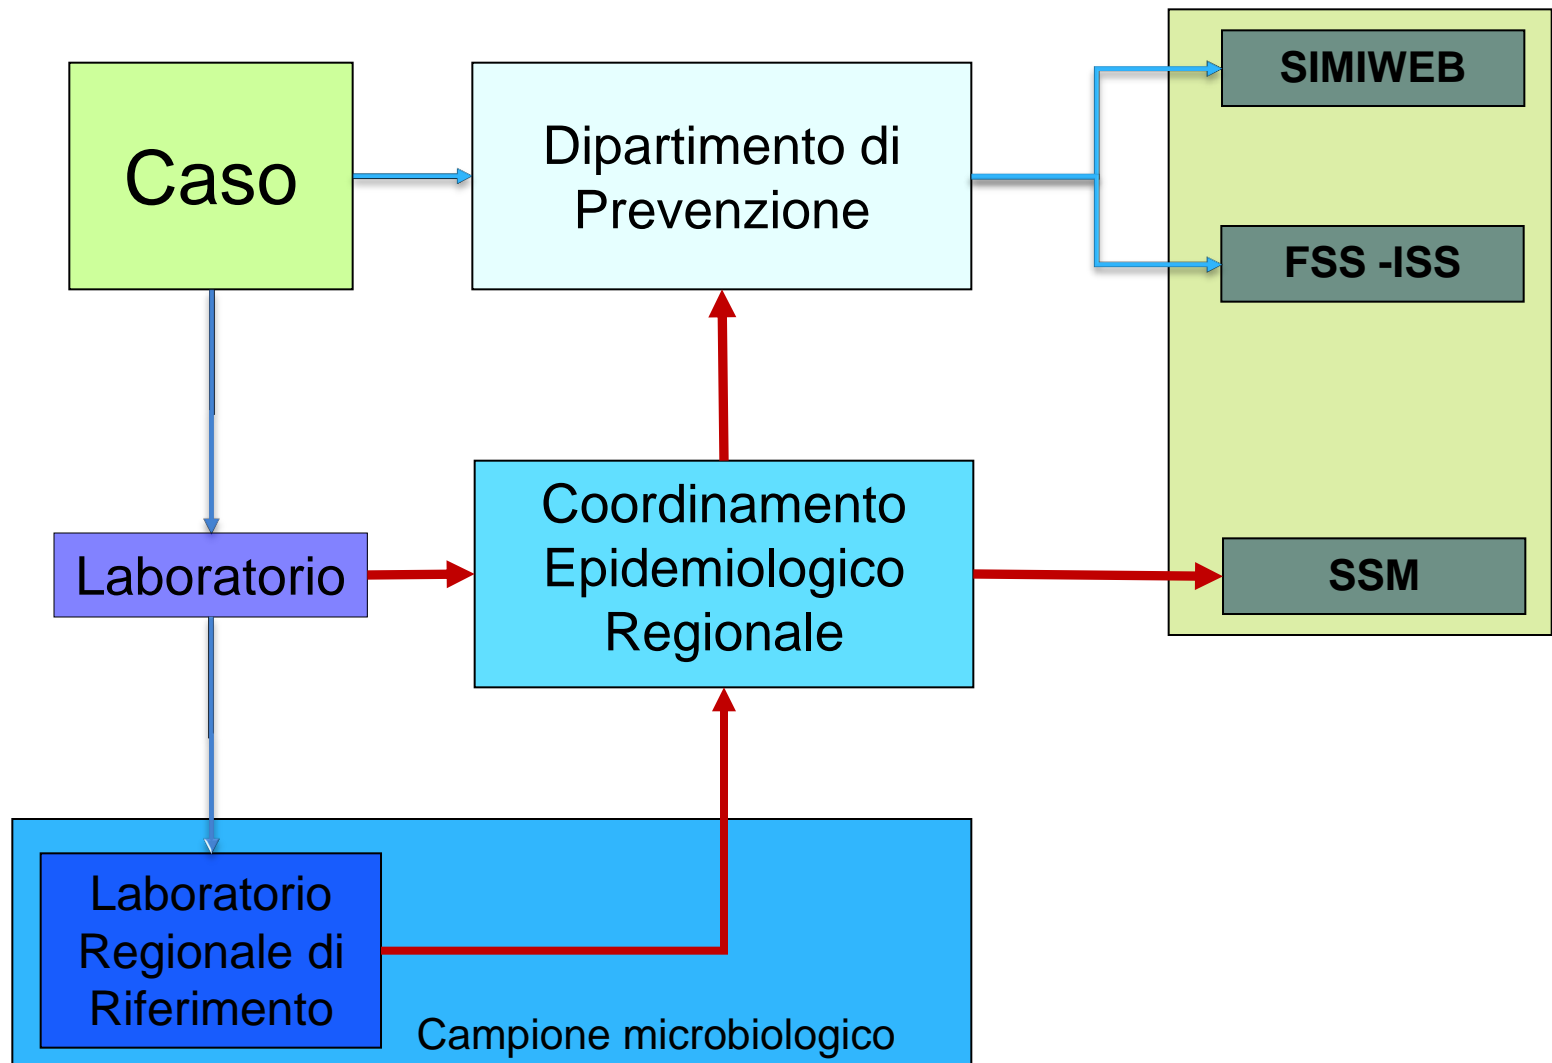 Caso
Dipartimento di
Prevenzione
SIMIWEB
FSS -ISS
Laboratorio
Coordinamento
Epidemiologico
Regionale
SSM
Laboratorio
Regionale di
Riferimento
Campione microbiologico